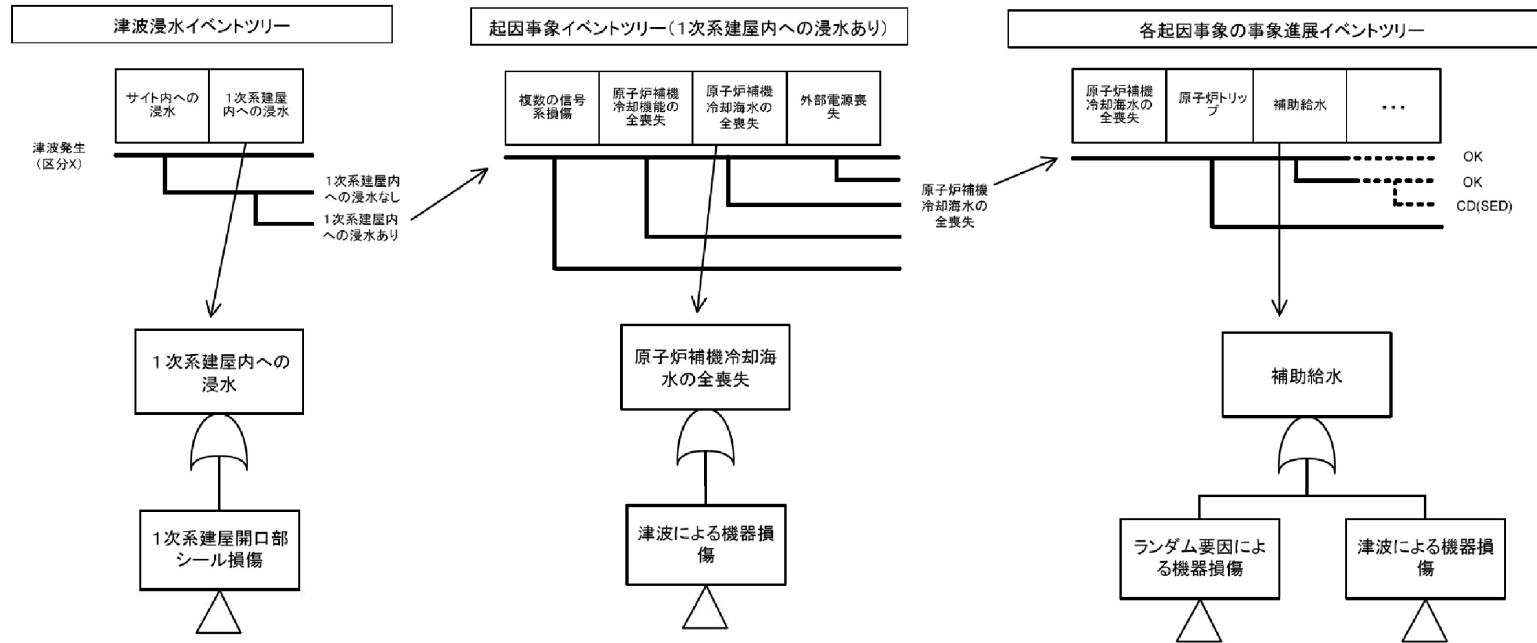 津波浸水イベントツリー
サイト内への
浸水
1次系建屋
内への浸水
津波発生
(区分X)
1次系建屋内
への浸水なし
1次系建屋内
への浸水あり
1次系建屋内への
浸水
1次系建屋開口部
シール損傷
起因事象イベントツリー(1次系建屋内への浸水あり)
複数の信号
系損傷
原子炉補機
冷却機能の
全喪失
原子炉補機
冷却海水の
全喪失
外部電源喪
失
原子炉補機
冷却海水の
全喪失
原子炉補機冷却海
水の全喪失
津波による機器損
傷
各起因事象の事象進展イベントツリー
原子炉補機
冷却海水の
全喪失
原子炉トリッ
プ
補助給水
・・・
OK
OK
CD(SED)
補助給水
ランダム要因によ
る機器損傷
津波による機器損
傷